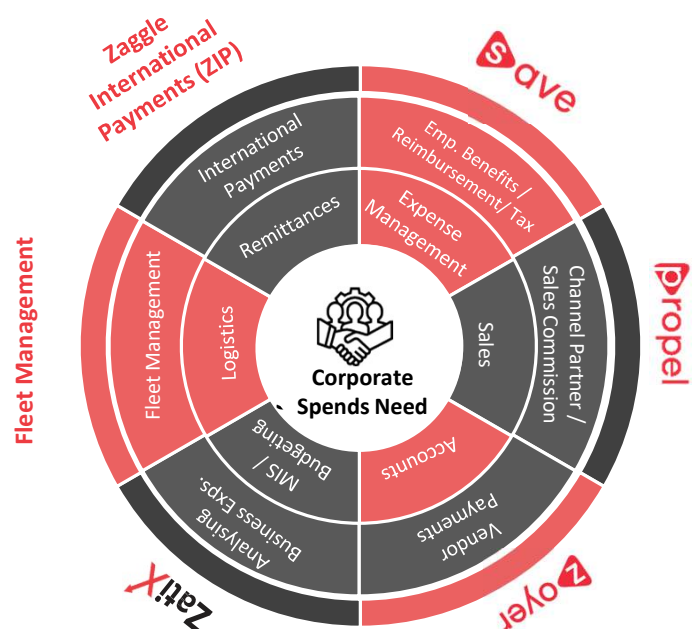 Zaggle
International
Payments (ZIP)
Save
International
Payments
Emp. Benefits /
Reimbursement/ Tax
Remittances
Expense
Management
Fleet Management
Fleet Management
Logistics
Corporate
Spends Need
Sales
Channel Partner /
Sales Commission
propel
MIS /
Budgeting
Accounts
Analysing
Business Exps.
Vendor
Payments
ZatiX
Zoyer